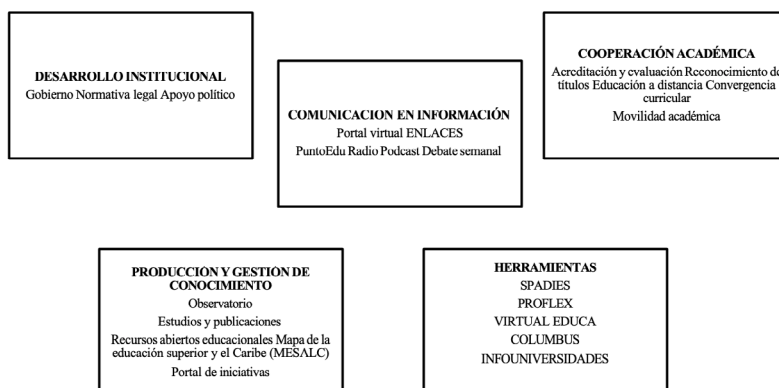 DESARROLLO INSTITUCIONAL
Gobierno Normativa legal Apoyo político
COMUNICACION EN INFORMACIÓN
Portal virtual ENLACES
PuntoEdu Radio Podcast Debate semanal
COOPERACIÓN ACADÉMICA
Acreditación y evaluación Reconocimiento de
títulos Educación a distancia Convergencia
curricular
Movilidad académica
PRODUCCION Y GESTION DE
CONOCIMIENTO
Observatorio
Estudios y publicaciones
Recursos abiertos educacionales Mapa de la
educación superior y el Caribe (MESALC)
Portal de iniciativas
HERRAMIENTAS
SPADIES
PROFLEX
VIRTUAL EDUCA
COLUMBUS
INFOUNIVERSIDADES